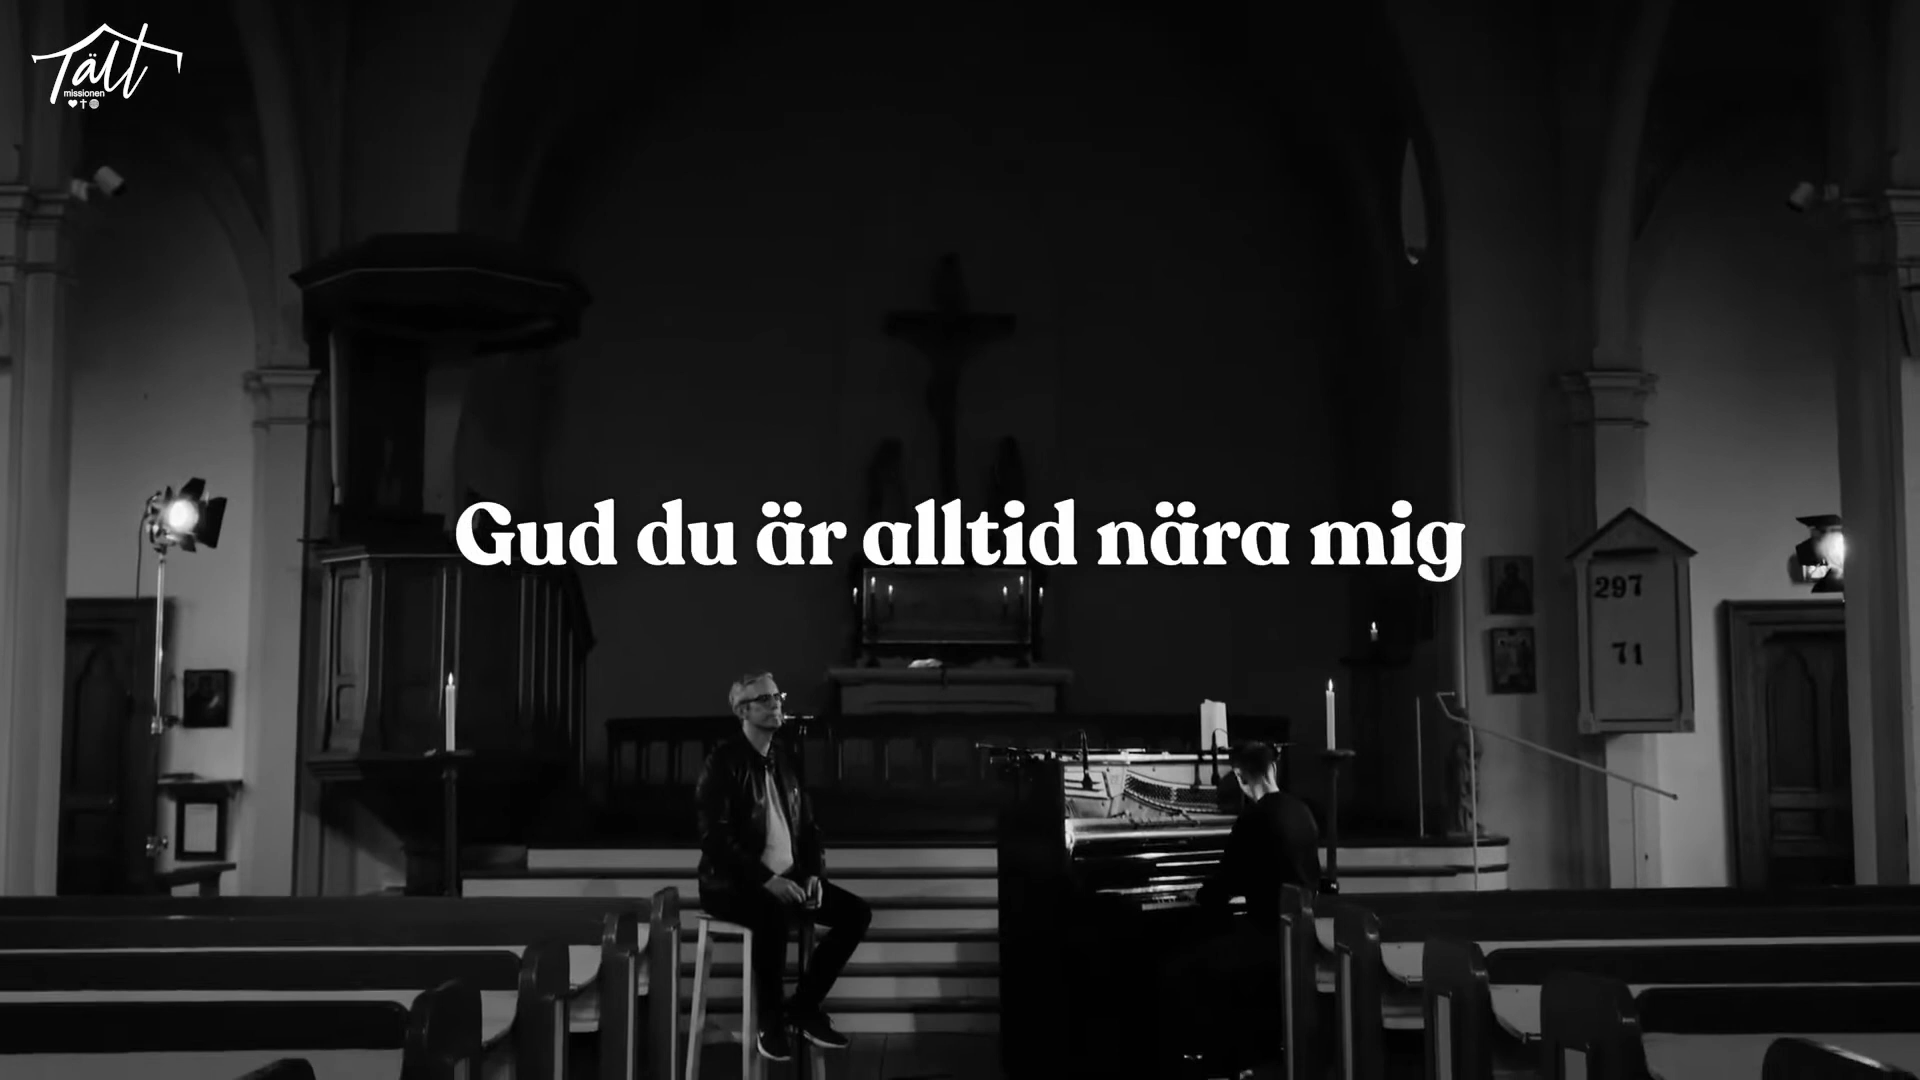 Tält
missionen
Gud du är alltid nära mig
297
71